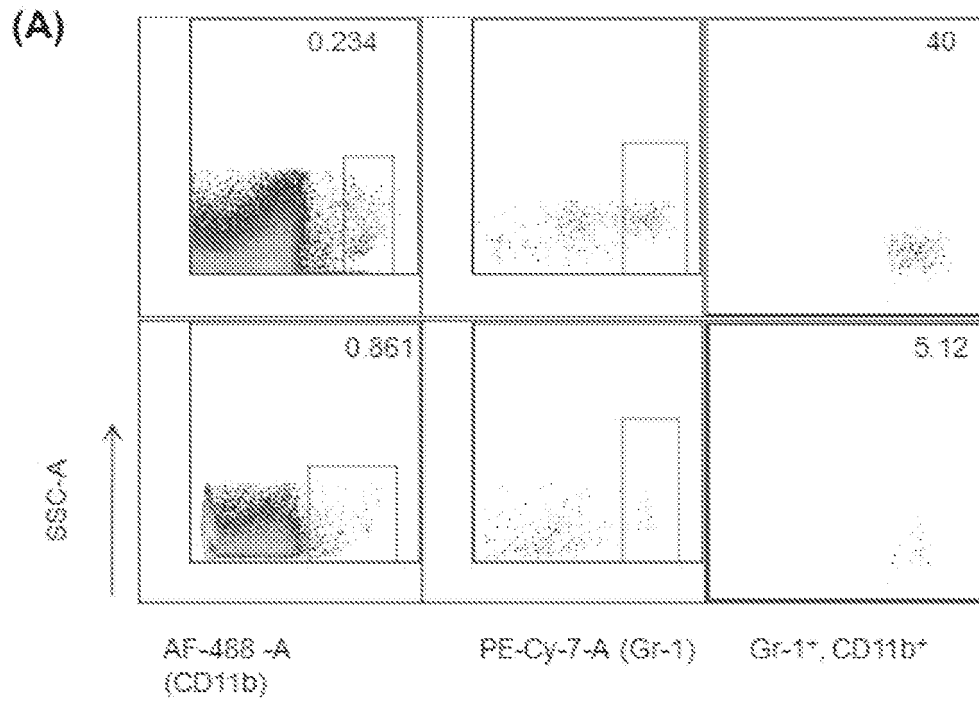 (A)
0.234
40
0.861
5.12
SSC-A
AF-488 -A
(CD11b)
PE-Cy-7-A (Gr-1)
Gr-1⁺, CD11b⁺